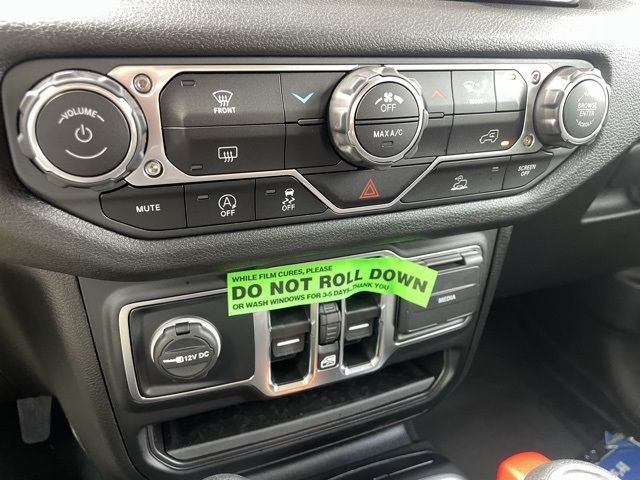 VOLUME
FRONT
OFF
MAX A/C
BROWSE
ENTER
MUTE
OFF
OFF
SCREEN
OFF
WHILE FILM CURES, PLEASE
DO NOT ROLL DOWN
OR WASH WINDOWS FOR 3-5 DAYS. THANK YOU
MEDIA
12V DC